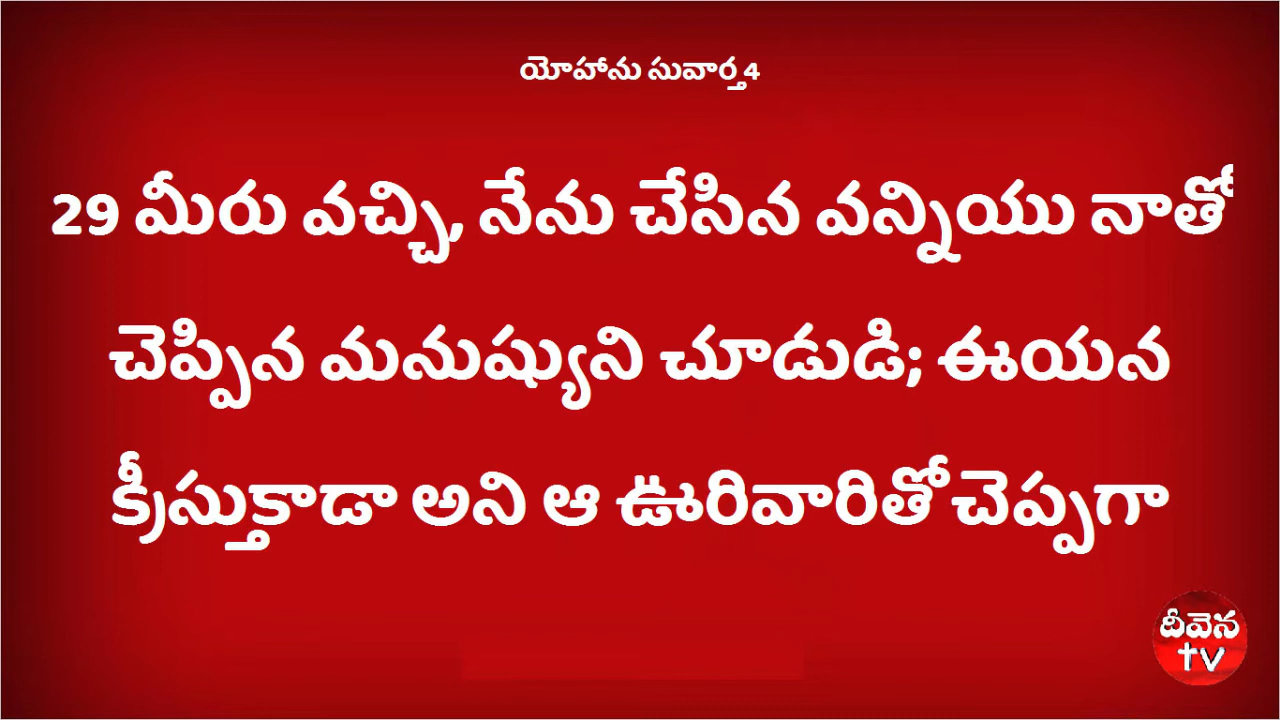 యోహాను సువార్త 4
29 మీరు వచ్చి, నేను చేసిన వన్నియు నాతో
చెప్పిన మనుష్యుని చూడుడి; ఈయన
క్రీస్తుకాడా అని ఆ ఊరివారితో చెప్పగా
దీవెన
tv